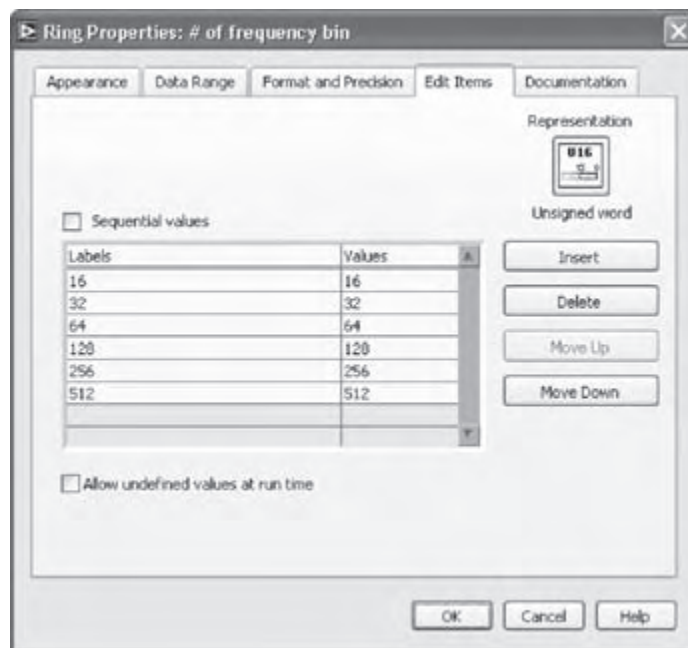 Ring Properties: # of frequency bin
Appearance
Data Range
Format and Precision
Edit Items
Documentation
Representation
U16
Unsigned word
Sequential values
Labels Values
16 16
32 32
64 64
128 128
256 256
512 512
Insert
Delete
Move Up
Move Down
Allow undefined values at run time
OK
Cancel
Help